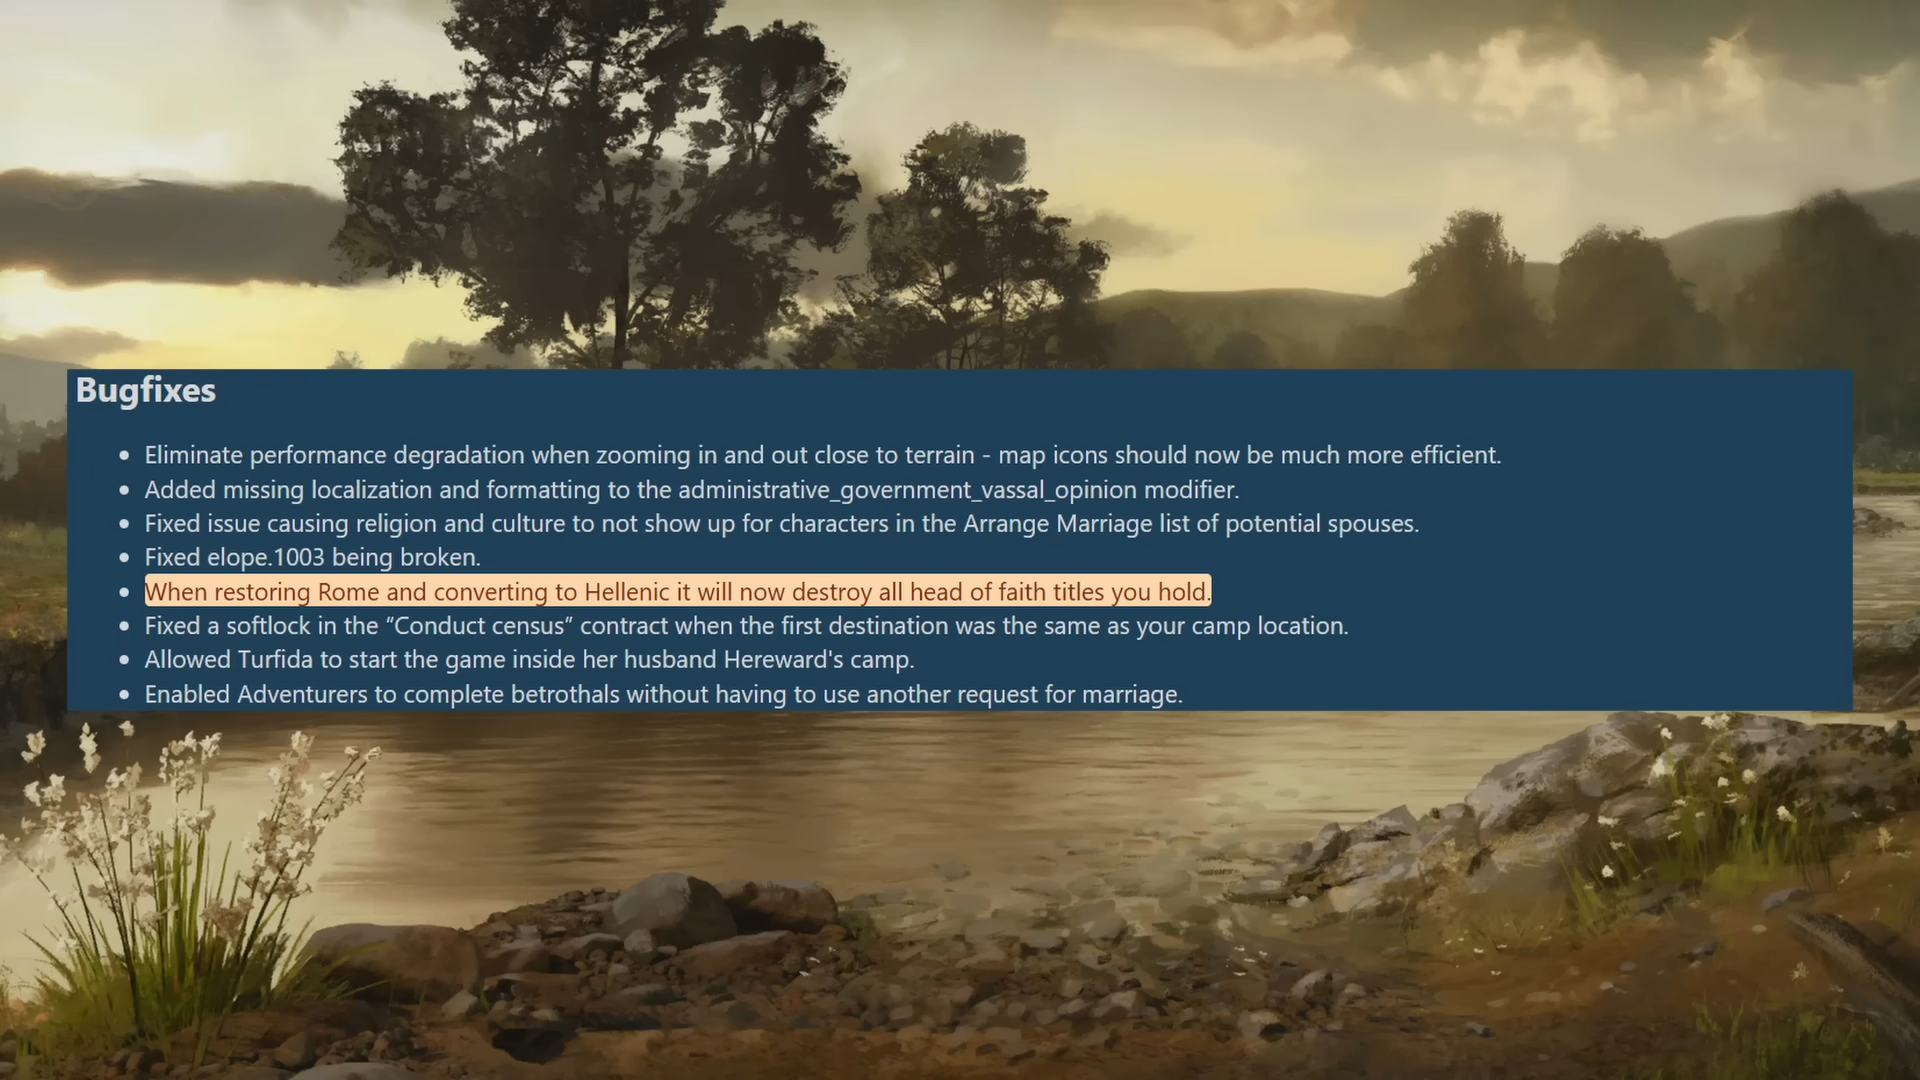 Bugfixes
Eliminate performance degradation when zooming in and out close to terrain - map icons should now be much more efficient.
Added missing localization and formatting to the administrative_government_vassal_opinion modifier.
Fixed issue causing religion and culture to not show up for characters in the Arrange Marriage list of potential spouses.
Fixed elope.1003 being broken.
When restoring Rome and converting to Hellenic it will now destroy all head of faith titles you hold.
Fixed a softlock in the “Conduct census” contract when the first destination was the same as your camp location.
Allowed Turfida to start the game inside her husband Hereward's camp.
Enabled Adventurers to complete betrothals without having to use another request for marriage.